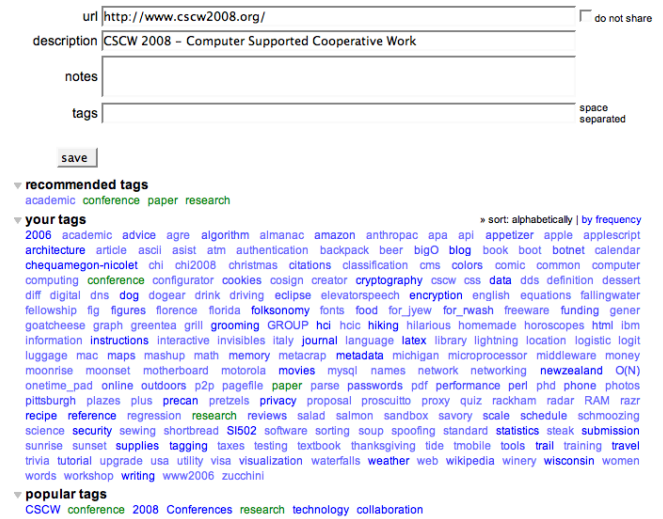 url http://www.cscw2008.org/ do not share
description CSCW 2008 - Computer Supported Cooperative Work
notes
tags space separated
save
recommended tags
academic conference paper research
your tags » sort: alphabetically | by frequency
2006 academic advice agre algorithm almanac amazon anthropac apa api appetizer apple applescript
architecture article ascii asist atm authentication backpack beer bigO blog book boot botnet calendar
chequamegon-nicolet chi chi2008 christmas citations classification cms colors comic common computer
computing conference configurator cookies cosign creator cryptography cscw css data dds definition dessert
diff digital dns dog dogear drink driving eclipse elevatorspeech encryption english equations fallingwater
fellowship fig figures florence florida folksonomy fonts food for_jyew for_rwash freeware funding gener
goatcheese graph greentea grill grooming GROUP hci hcic hiking hilarious homemade horoscopes html ibm
information instructions interactive invisibles italy journal language latex library lightning location logistic logit
luggage mac maps mashup math memory metacrap metadata michigan microprocessor middleware money
moonrise moonset motherboard motorola movies mysql names network networking newzealand O(N)
onetime_pad online outdoors p2p pagefile paper parse passwords pdf performance perl phd phone photos
pittsburgh plazes plus precan pretzels privacy proposal proscuitto proxy quiz rackham radar RAM razr
recipe reference regression research reviews salad salmon sandbox savory scale schedule schmoozing
science security sewing shortbread SI502 software sorting soup spoofing standard statistics steak submission
sunrise sunset supplies tagging taxes testing textbook thanksgiving tide tmobile tools trail training travel
trivia tutorial upgrade usa utility visa visualization waterfalls weather web wikipedia winery wisconsin women
words workshop writing www2006 zucchini
popular tags
CSCW conference 2008 Conferences research technology collaboration